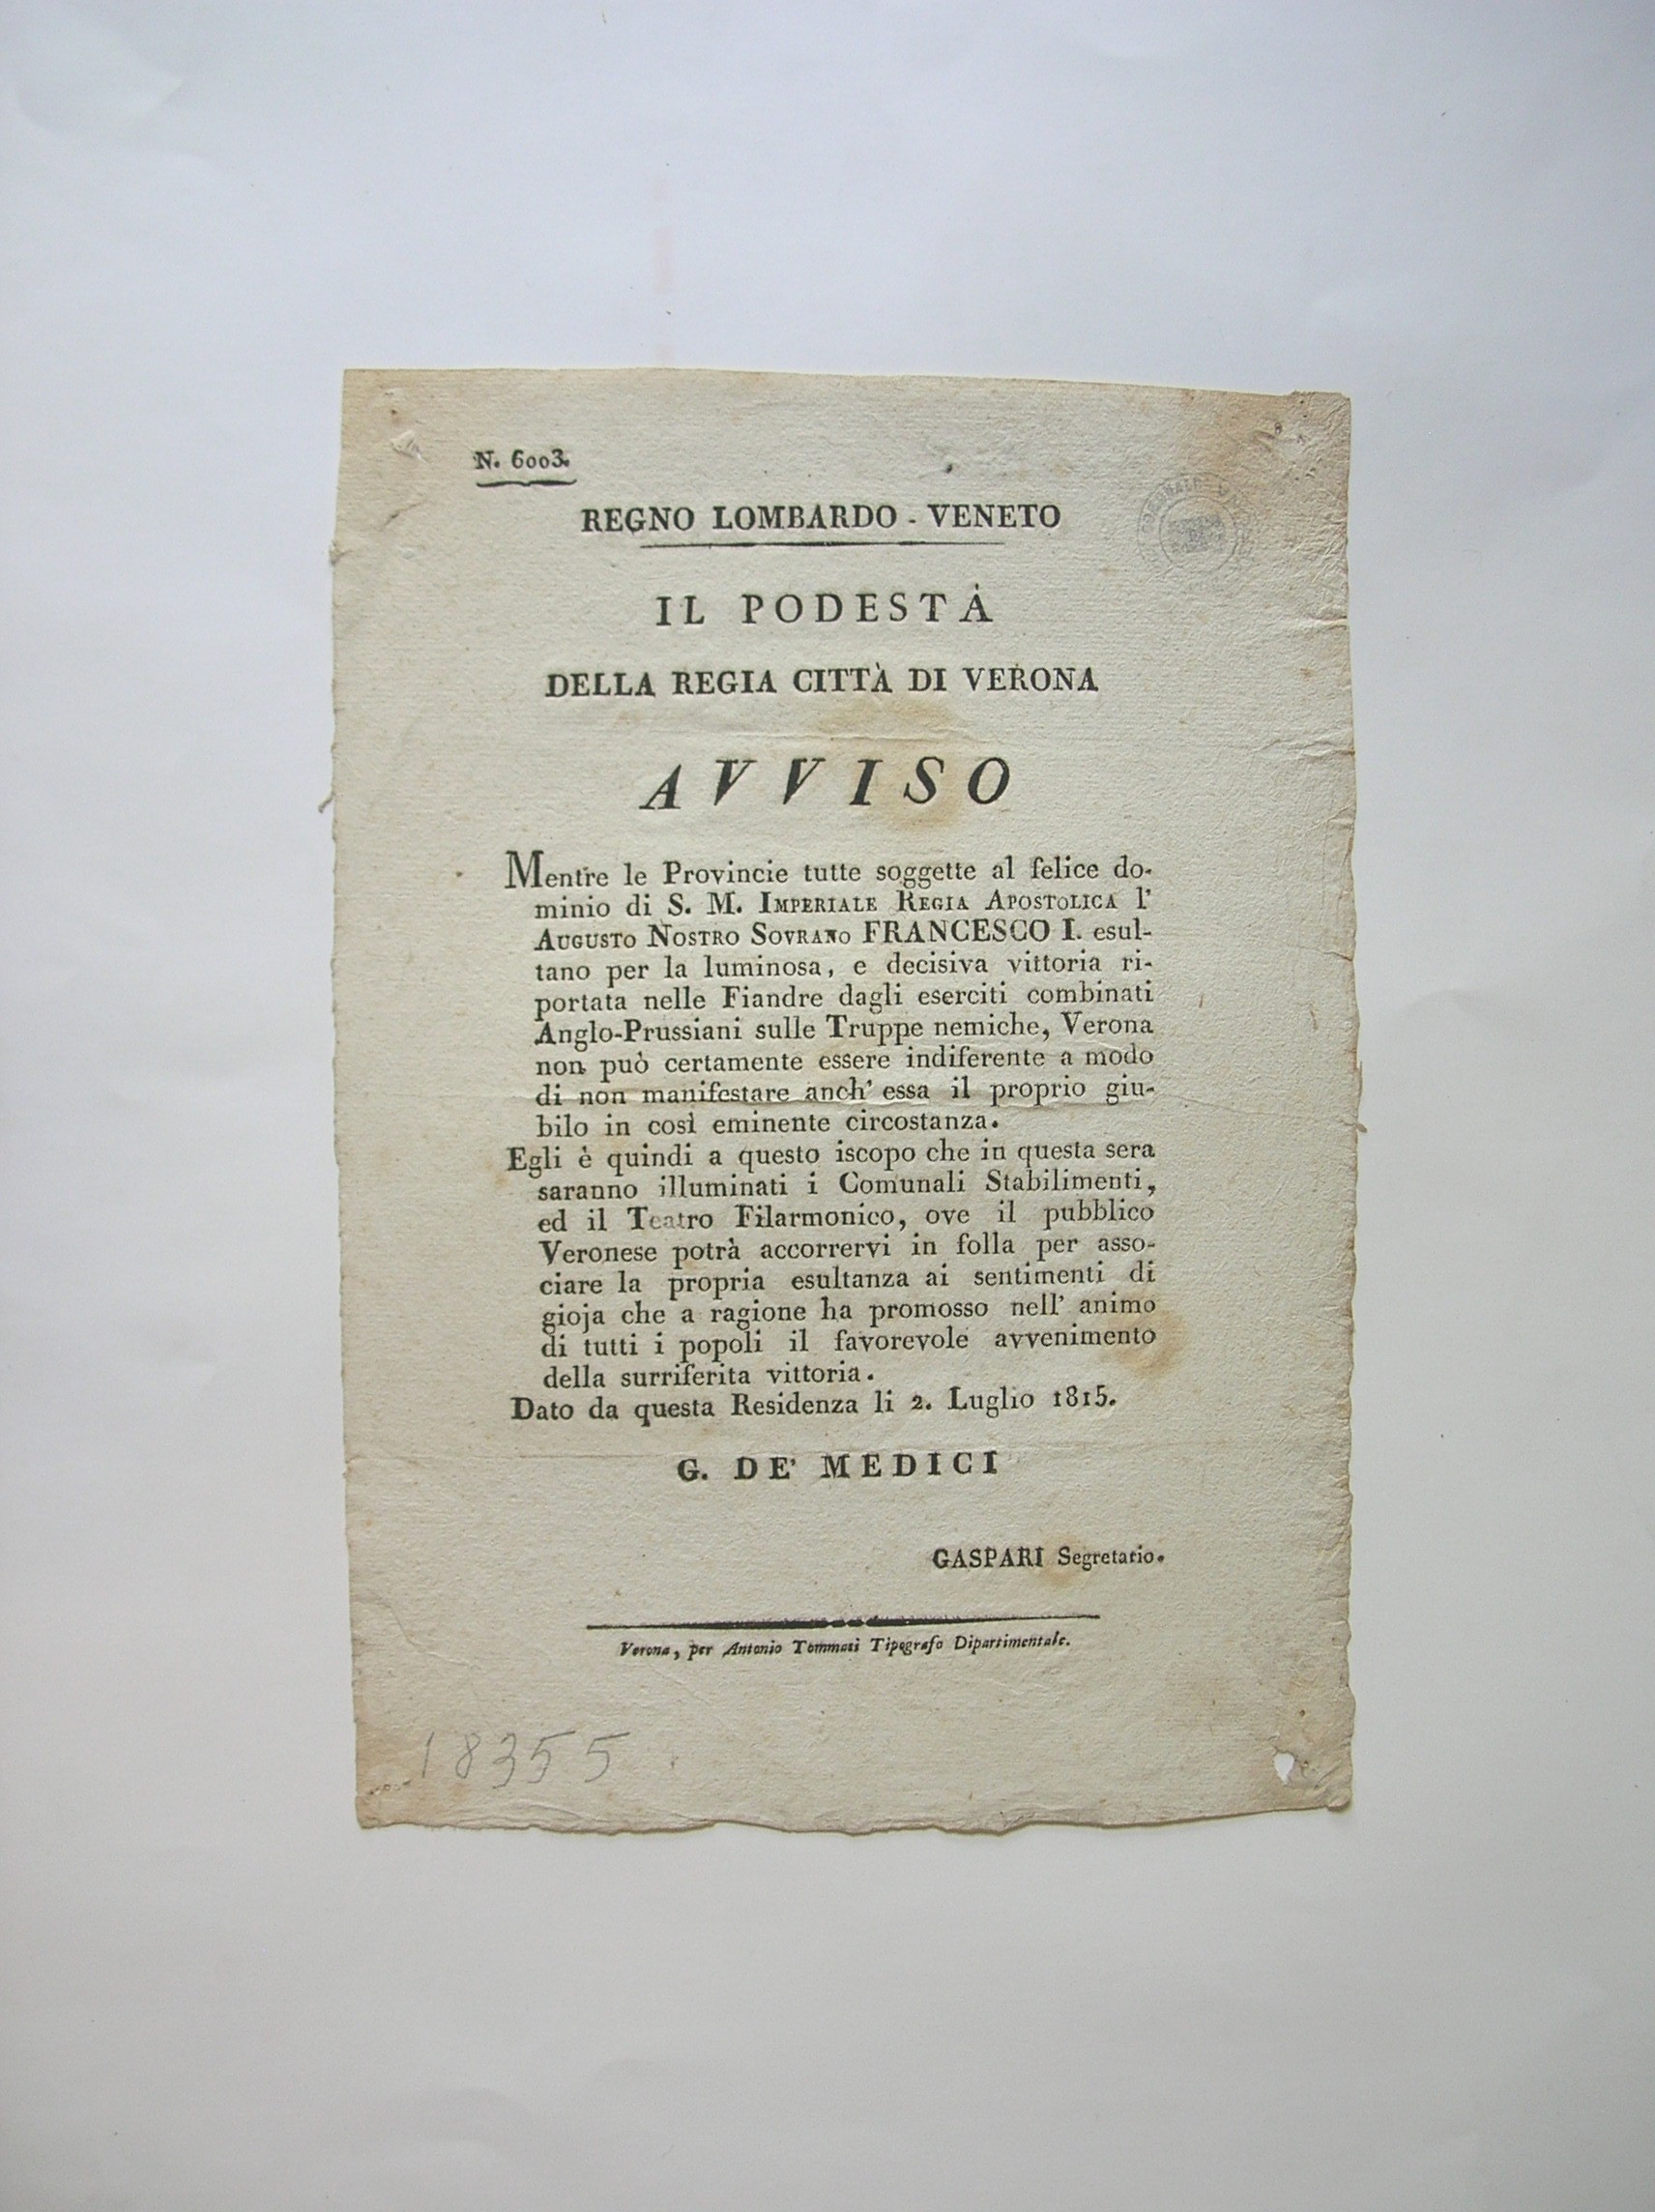 N. 6003.
REGNO LOMBARDO - VENETO
IL PODESTÀ
DELLA REGIA CITTÀ DI VERONA
AVVISO
Mentre le Provincie tutte soggette al felice do-
minio di S. M. IMPERIALE REGIA APOSTOLICA l'
AUGUSTO NOSTRO SOVRANO FRANCESCO I. esul-
tano per la luminosa, e decisiva vittoria ri-
portata nelle Fiandre dagli eserciti combinati
Anglo-Prussiani sulle Truppe nemiche, Verona
non può certamente essere indiferente a modo
di non manifestare anch' essa il proprio giu-
bilo in così eminente circostanza.
Egli è quindi a questo iscopo che in questa sera
saranno illuminati i Comunali Stabilimenti,
ed il Teatro Filarmonico, ove il pubblico
Veronese potrà accorrervi in folla per asso-
ciare la propria esultanza ai sentimenti di
gioja che a ragione ha promosso nell' animo
di tutti i popoli il favorevole avvenimento
della surriferita vittoria.
Dato da questa Residenza li 2. Luglio 1815.
G. DE' MEDICI
GASPARI Segretario.
Verona, per Antonio Tommasi Tipografo Dipartimentale.
18355